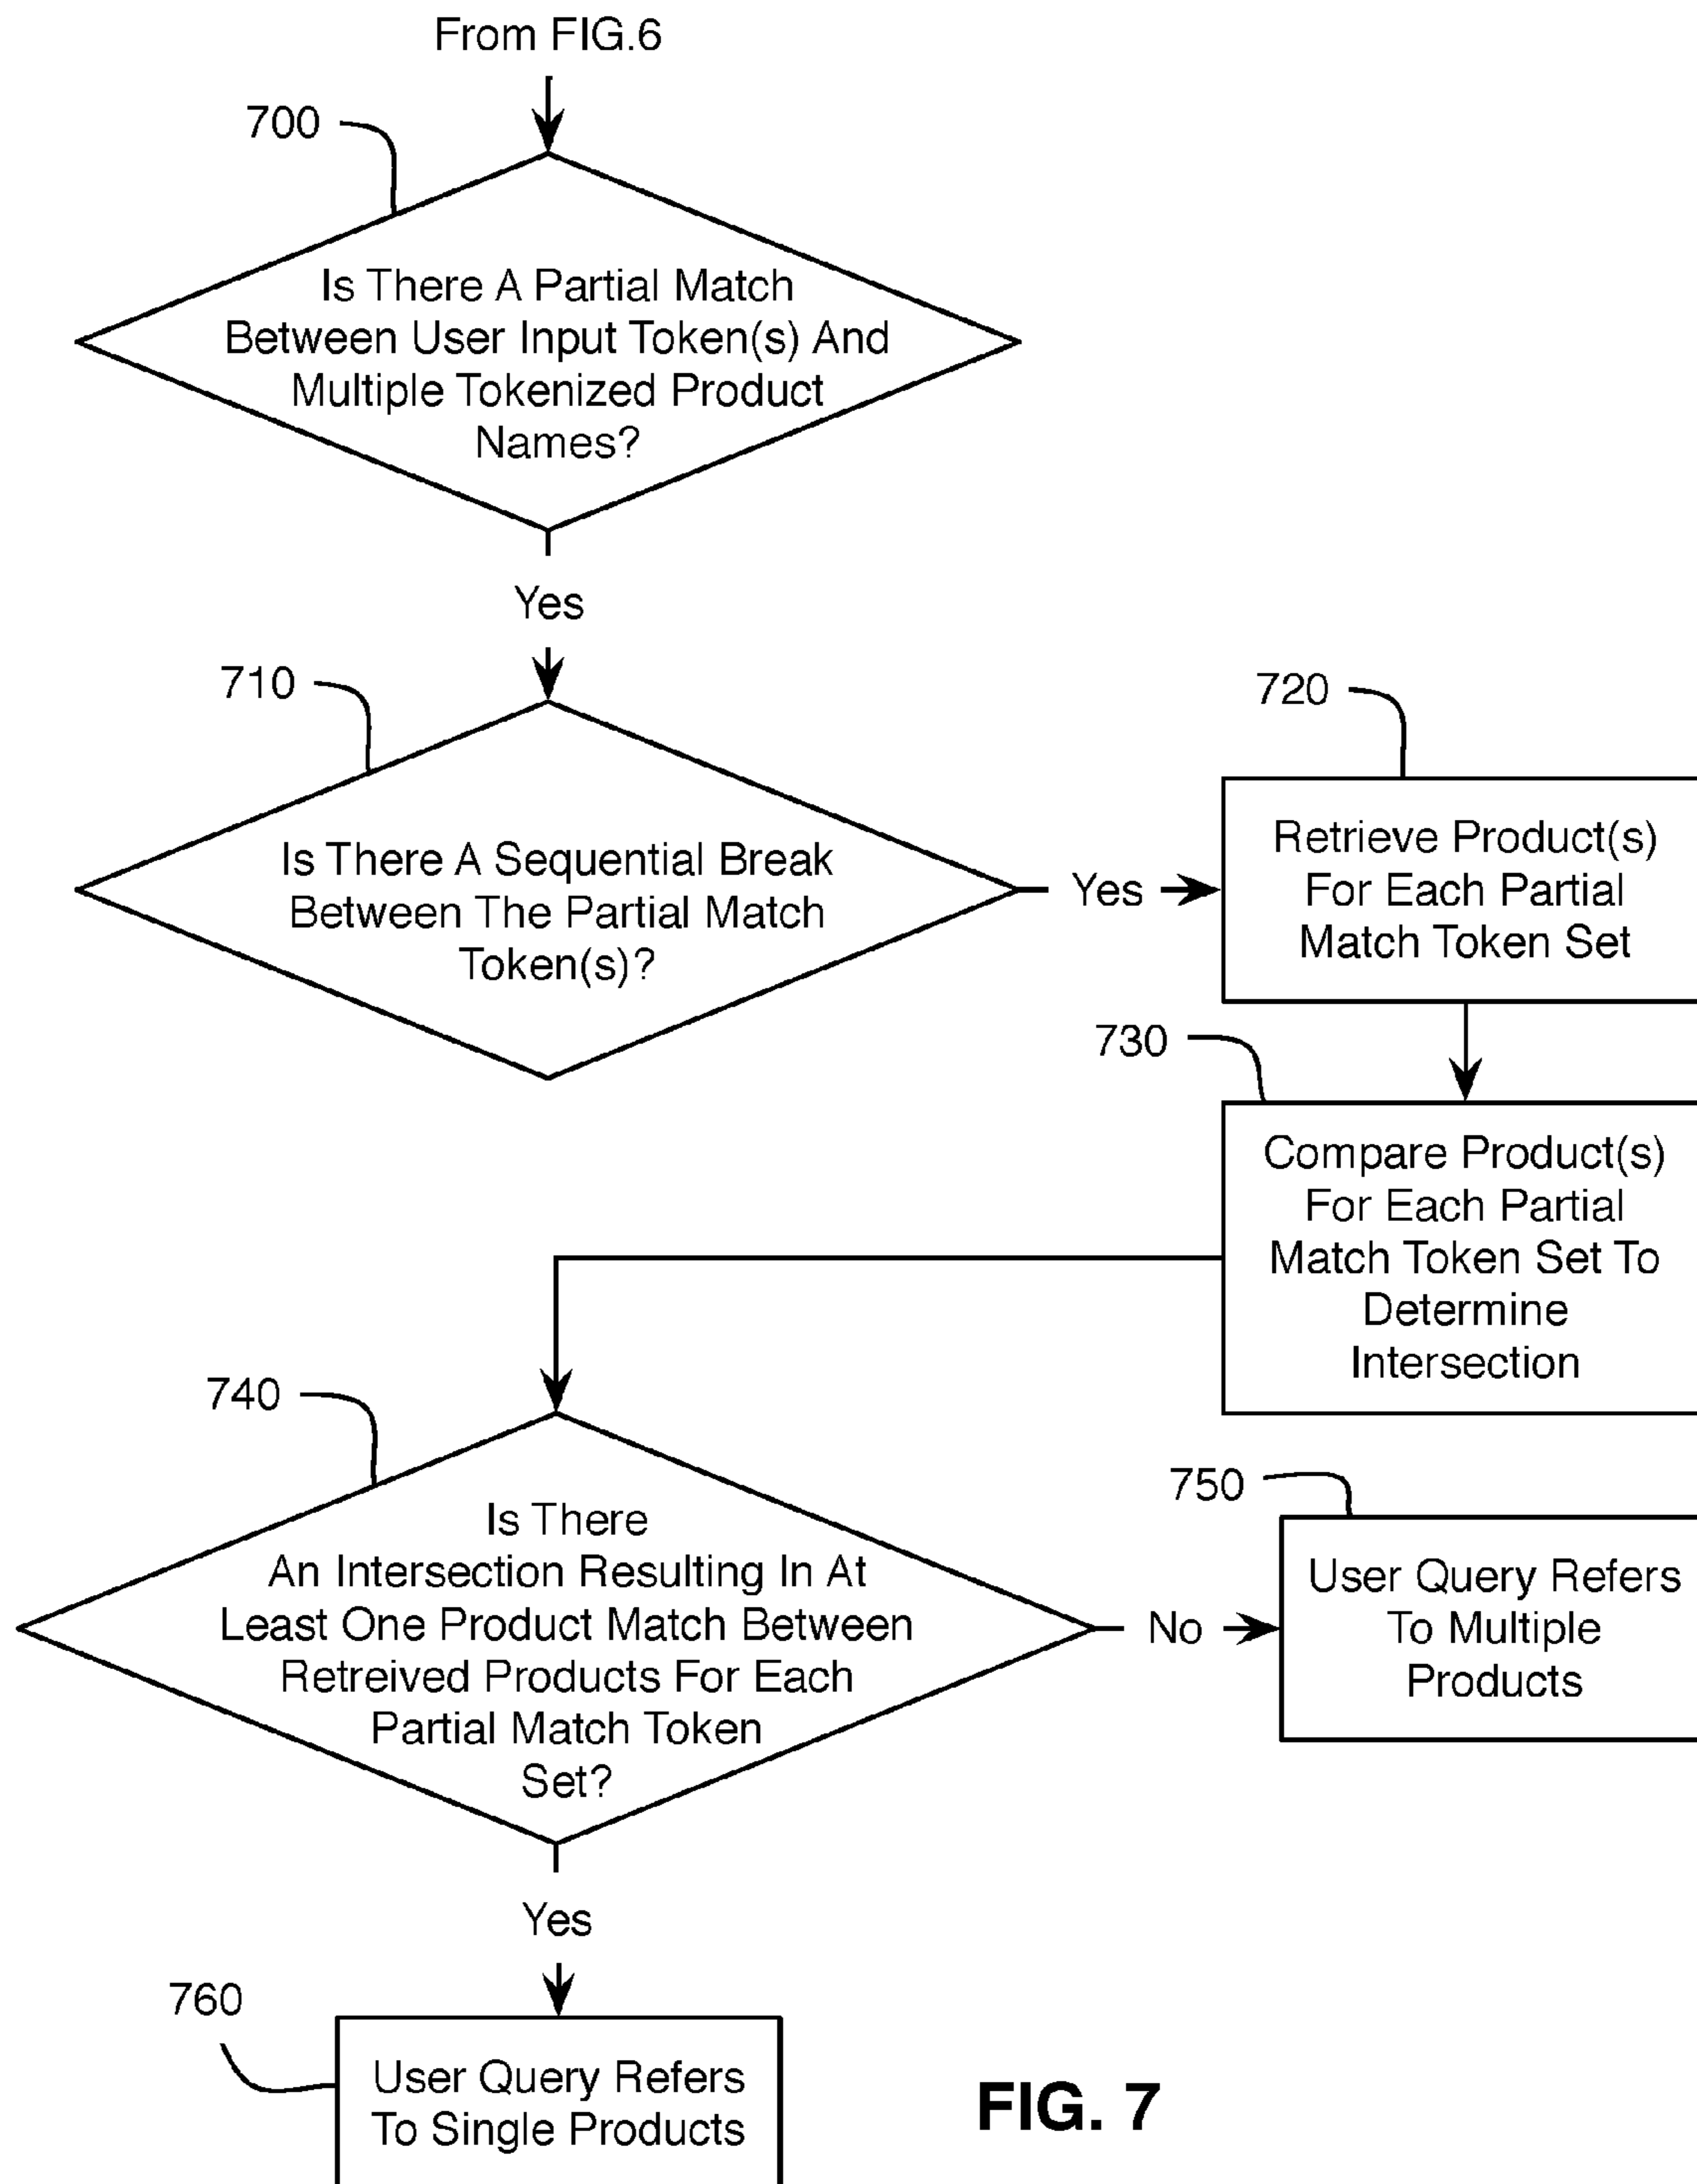 From FIG.6
700
Is There A Partial Match
Between User Input Token(s) And
Multiple Tokenized Product
Names?
Yes
710
Is There A Sequential Break
Between The Partial Match
Token(s)?
Yes
720
Retrieve Product(s)
For Each Partial
Match Token Set
730
Compare Product(s)
For Each Partial
Match Token Set To
Determine
Intersection
740
Is There
An Intersection Resulting In At
Least One Product Match Between
Retreived Products For Each
Partial Match Token
Set?
No
750
User Query Refers
To Multiple
Products
Yes
760
User Query Refers
To Single Products
FIG. 7